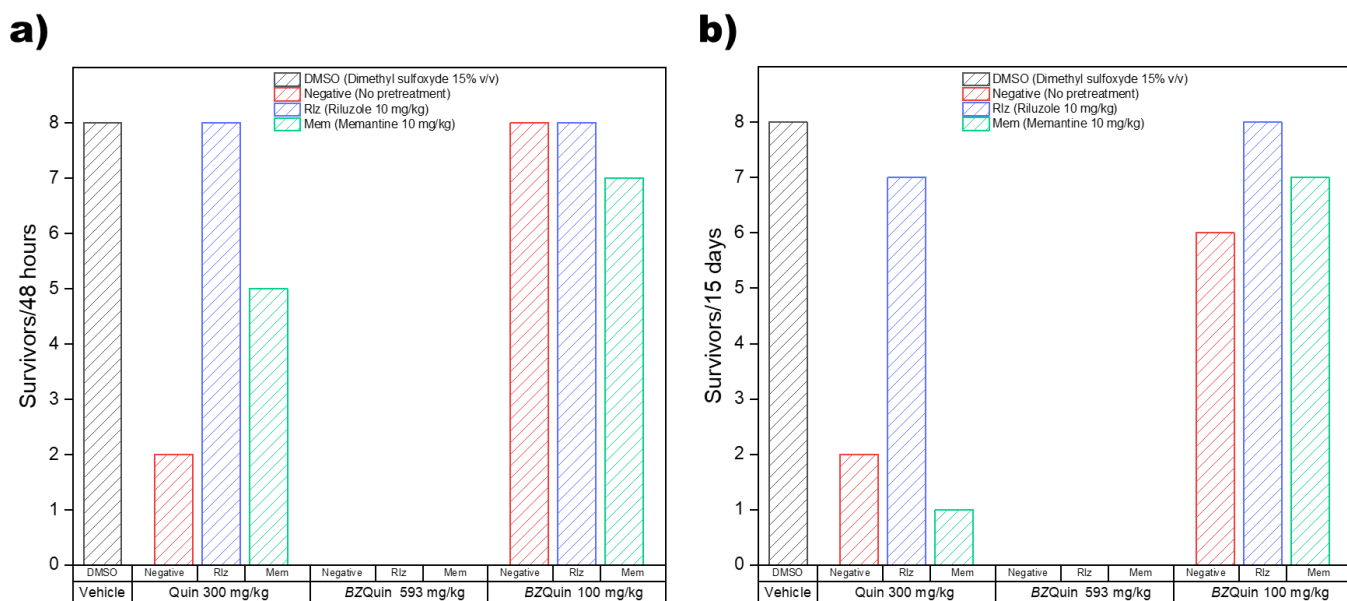 a)
DMSO (Dimethyl sulfoxyde 15% v/v)
Negative (No pretreatment)
Rlz (Riluzole 10 mg/kg)
Mem (Memantine 10 mg/kg)
Survivors/48 hours
8
7
6
5
4
3
2
1
0
DMSO Negative Rlz Mem Negative Rlz Mem Negative Rlz Mem
Vehicle Quin 300 mg/kg BZQuin 593 mg/kg BZQuin 100 mg/kg
b)
DMSO (Dimethyl sulfoxyde 15% v/v)
Negative (No pretreatment)
Rlz (Riluzole 10 mg/kg)
Mem (Memantine 10 mg/kg)
Survivors/15 days
8
7
6
5
4
3
2
1
0
DMSO Negative Rlz Mem Negative Rlz Mem Negative Rlz Mem
Vehicle Quin 300 mg/kg BZQuin 593 mg/kg BZQuin 100 mg/kg